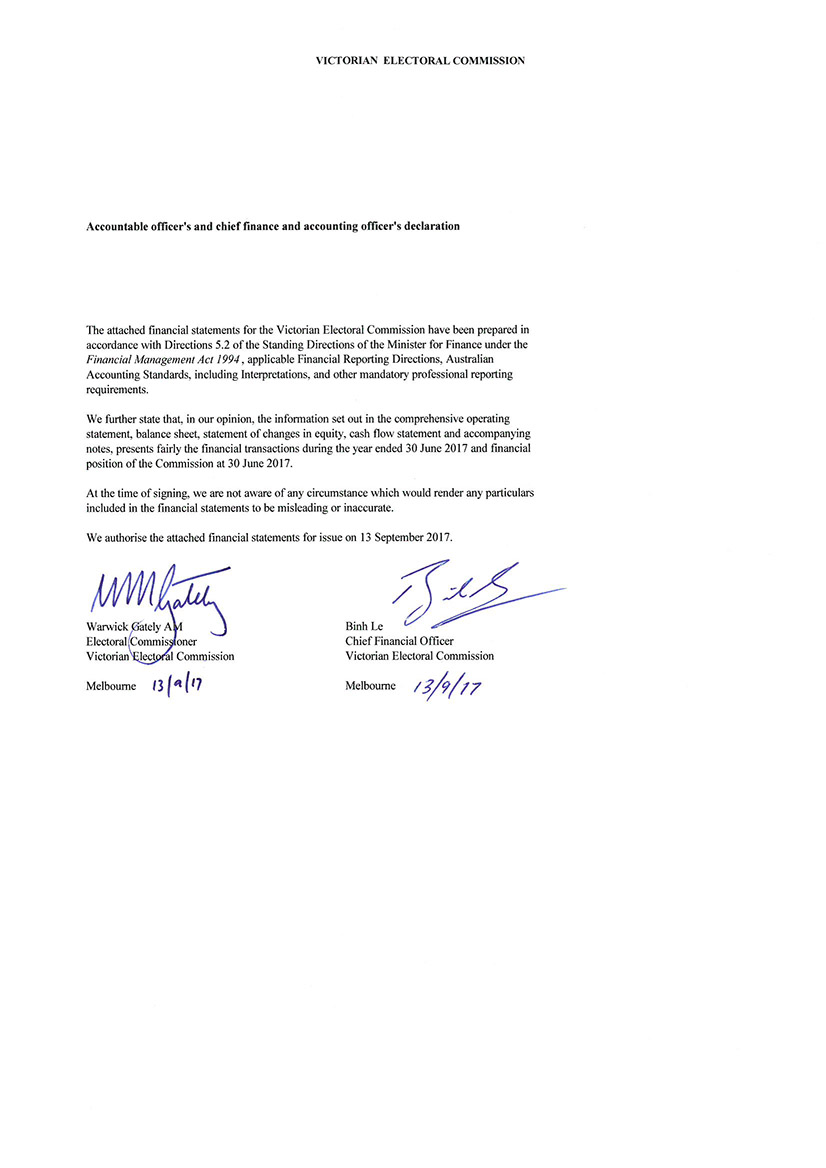 VICTORIAN ELECTORAL COMMISSION
Accountable officer's and chief finance and accounting officer's declaration
The attached financial statements for the Victorian Electoral Commission have been prepared in
accordance with Directions 5.2 of the Standing Directions of the Minister for Finance under the
Financial Management Act 1994, applicable Financial Reporting Directions, Australian
Accounting Standards, including Interpretations, and other mandatory professional reporting
requirements.
We further state that, in our opinion, the information set out in the comprehensive operating
statement, balance sheet, statement of changes in equity, cash flow statement and accompanying
notes, presents fairly the financial transactions during the year ended 30 June 2017 and financial
position of the Commission at 30 June 2017.
At the time of signing, we are not aware of any circumstance which would render any particulars
included in the financial statements to be misleading or inaccurate.
We authorise the attached financial statements for issue on 13 September 2017.
Warwick Gately AM
Electoral Commissioner
Victorian Electoral Commission
Melbourne 13/9/17
Binh Le
Chief Financial Officer
Victorian Electoral Commission
Melbourne 13/9/17